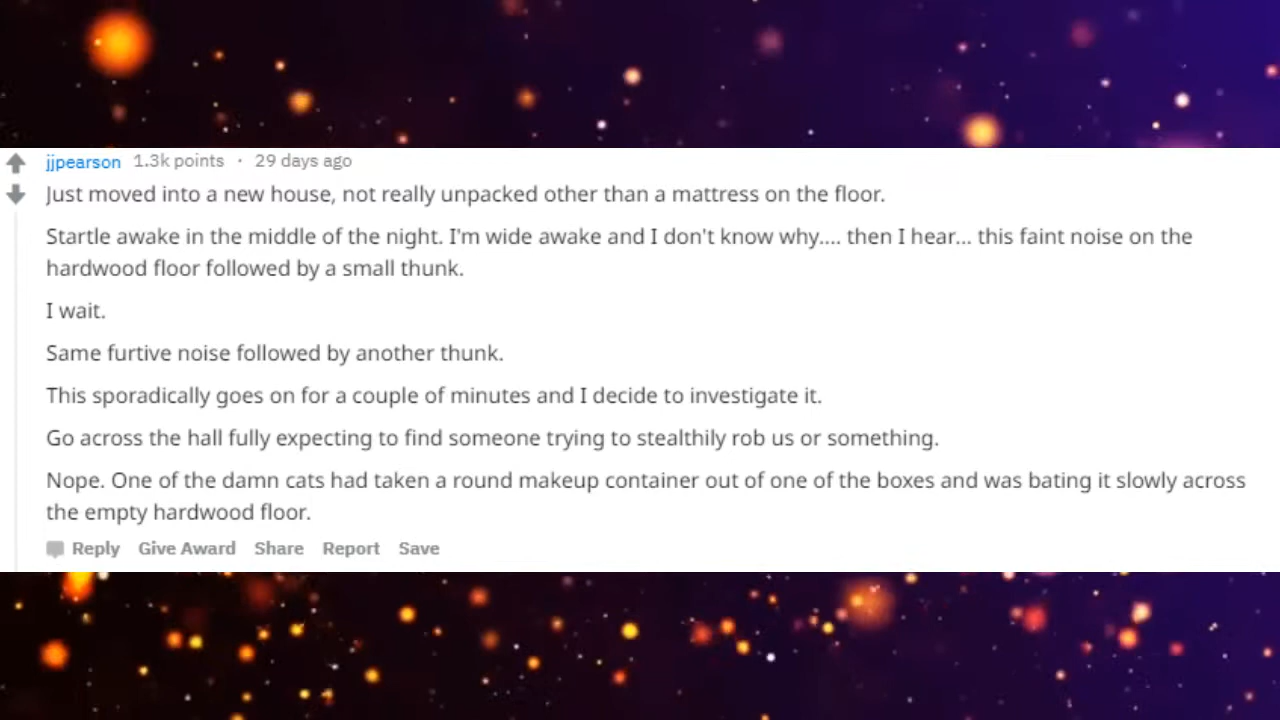 jjpearson 1.3k points · 29 days ago
Just moved into a new house, not really unpacked other than a mattress on the floor.
Startle awake in the middle of the night. I'm wide awake and I don't know why.... then I hear... this faint noise on the
hardwood floor followed by a small thunk.
I wait.
Same furtive noise followed by another thunk.
This sporadically goes on for a couple of minutes and I decide to investigate it.
Go across the hall fully expecting to find someone trying to stealthily rob us or something.
Nope. One of the damn cats had taken a round makeup container out of one of the boxes and was bating it slowly across
the empty hardwood floor.
Reply Give Award Share Report Save